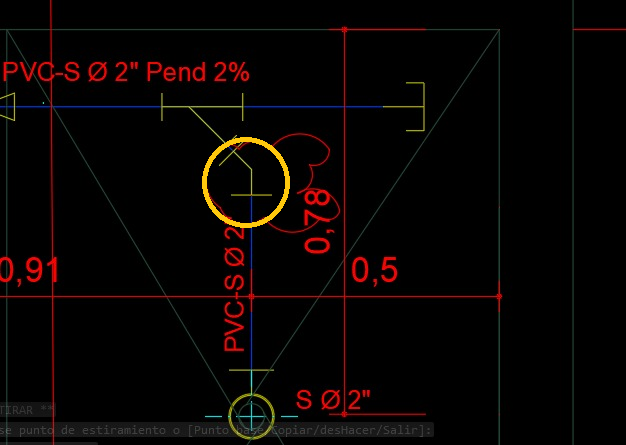 PVC-S Ø 2" Pend 2%
0,78
0,91
0,5
PVC-S Ø 2
S Ø 2"
TIRAR **
se punto de estiramiento o [Punto base/Copiar/desHacer/Salir]: